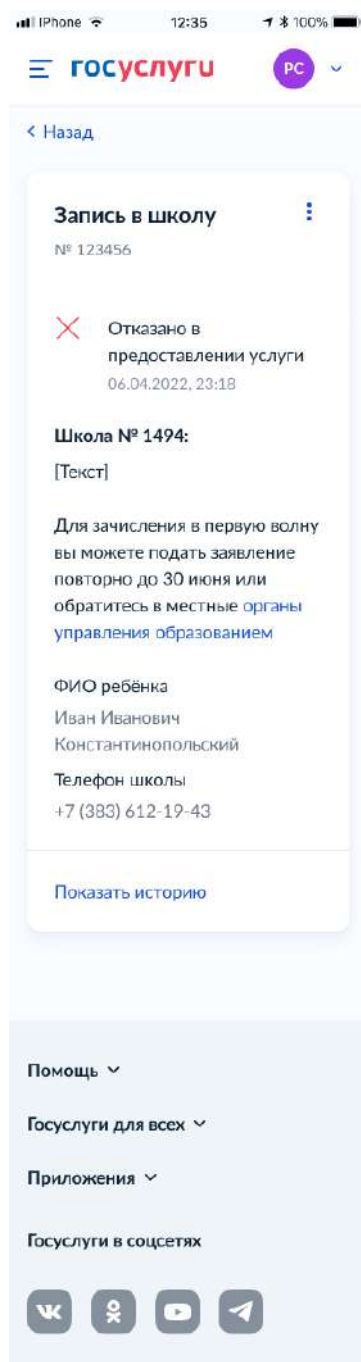 iPhone 12:35 100%
госуслуги РС
Назад
Запись в школу
№ 123456
Отказано в
предоставлении услуги
06.04.2022, 23:18
Школа № 1494:
[Текст]
Для зачисления в первую волну
вы можете подать заявление
повторно до 30 июня или
обратитесь в местные органы
управления образованием
ФИО ребёнка
Иван Иванович
Константинопольский
Телефон школы
+7 (383) 612-19-43
Показать историю
Помощь
Госуслуги для всех
Приложения
Госуслуги в соцсетях